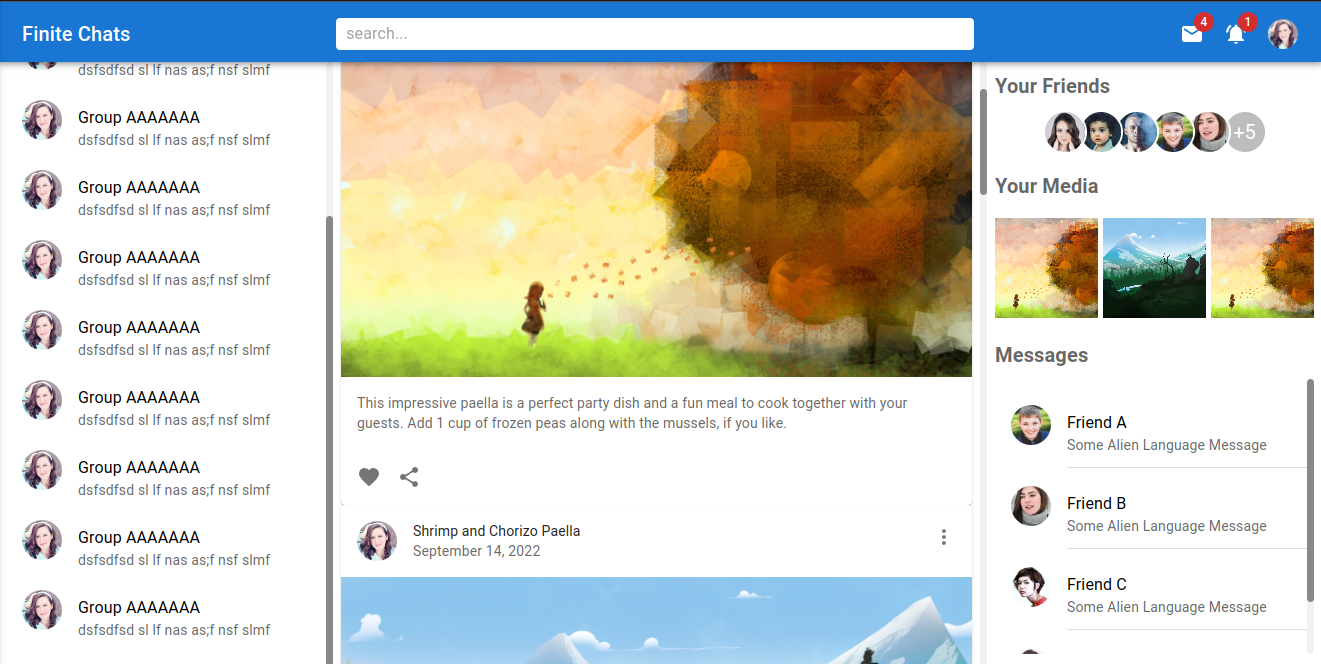 Finite Chats
search...
4
1
dsfsdfsd sl lf nas as;f nsf slmf
Group AAAAAAA
dsfsdfsd sl lf nas as;f nsf slmf
Group AAAAAAA
dsfsdfsd sl lf nas as;f nsf slmf
Group AAAAAAA
dsfsdfsd sl lf nas as;f nsf slmf
Group AAAAAAA
dsfsdfsd sl lf nas as;f nsf slmf
Group AAAAAAA
dsfsdfsd sl lf nas as;f nsf slmf
Group AAAAAAA
dsfsdfsd sl lf nas as;f nsf slmf
Group AAAAAAA
dsfsdfsd sl lf nas as;f nsf slmf
Group AAAAAAA
dsfsdfsd sl lf nas as;f nsf slmf
This impressive paella is a perfect party dish and a fun meal to cook together with your
guests. Add 1 cup of frozen peas along with the mussels, if you like.
Shrimp and Chorizo Paella
September 14, 2022
Your Friends
+5
Your Media
Messages
Friend A
Some Alien Language Message
Friend B
Some Alien Language Message
Friend C
Some Alien Language Message